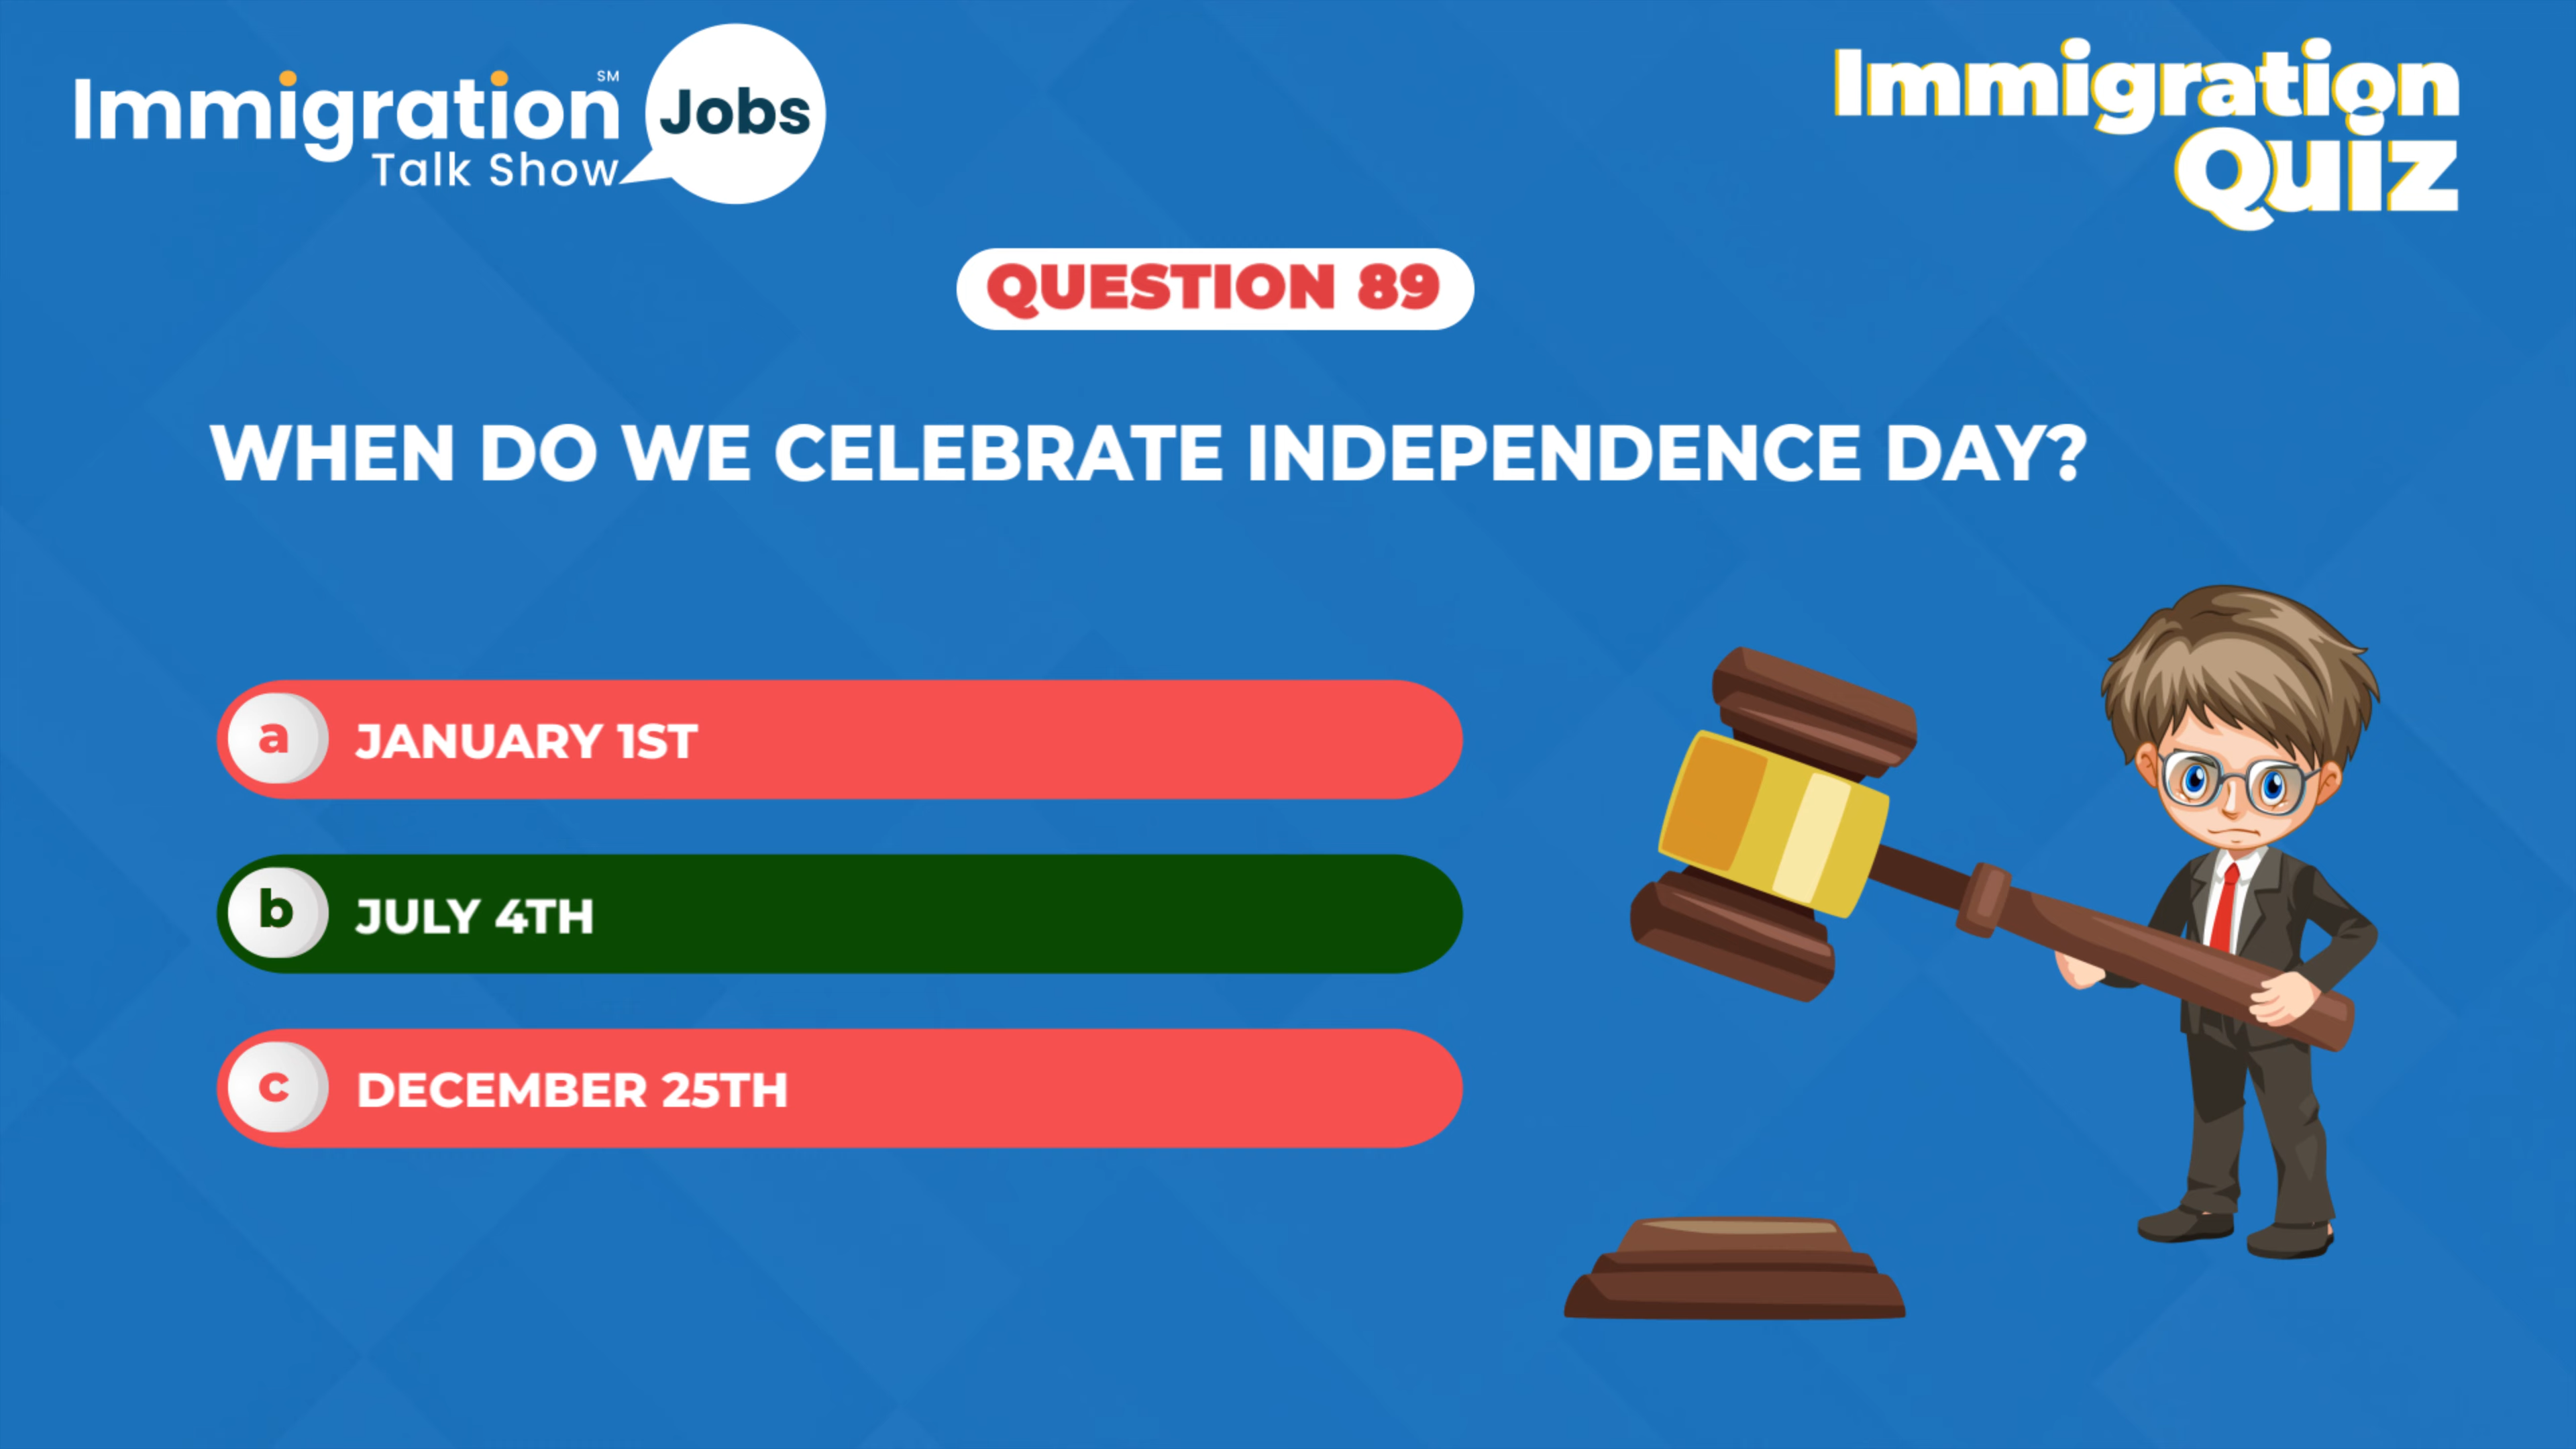 Immigration SM
Talk Show
Jobs
Immigration
Quiz
QUESTION 89
WHEN DO WE CELEBRATE INDEPENDENCE DAY?
a JANUARY 1ST
b JULY 4TH
c DECEMBER 25TH